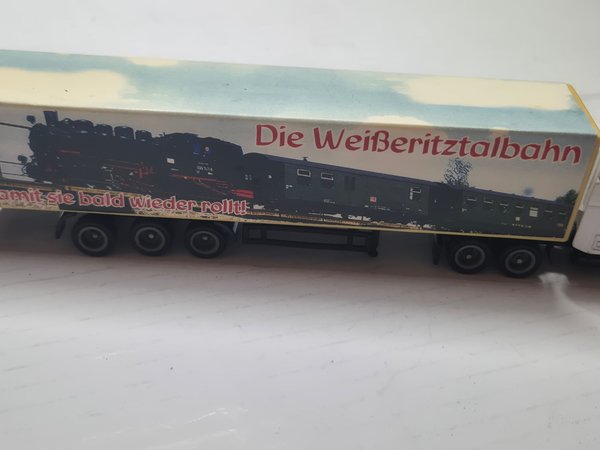 Die Weißeritztalbahn
amit sie bald wieder rollt!